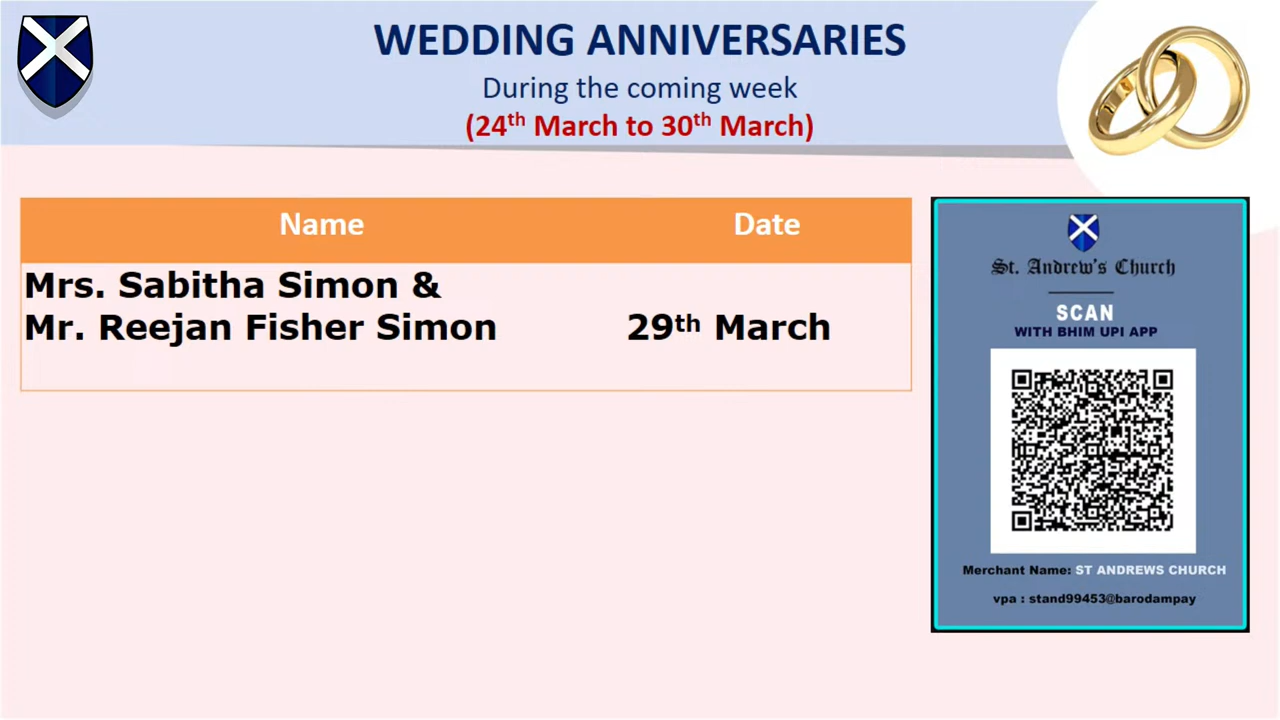 WEDDING ANNIVERSARIES
During the coming week
(24th March to 30th March)
Name Date
Mrs. Sabitha Simon &
Mr. Reejan Fisher Simon 29th March
St. Andrew's Church
SCAN
WITH BHIM UPI APP
Merchant Name: ST ANDREWS CHURCH
vpa : stand99453@barodampay